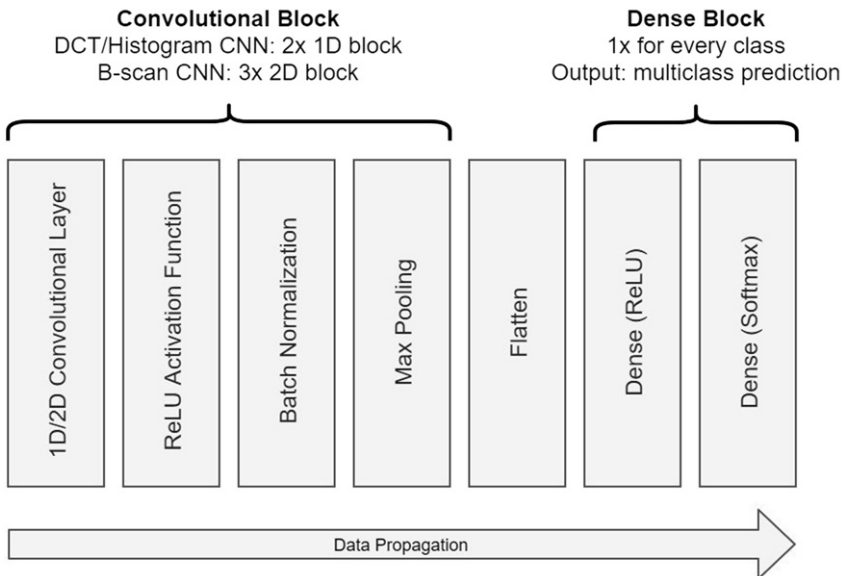 Convolutional Block
DCT/Histogram CNN: 2x 1D block
B-scan CNN: 3x 2D block
Dense Block
1x for every class
Output: multiclass prediction
1D/2D Convolutional Layer
ReLU Activation Function
Batch Normalization
Max Pooling
Flatten
Dense (ReLU)
Dense (Softmax)
Data Propagation